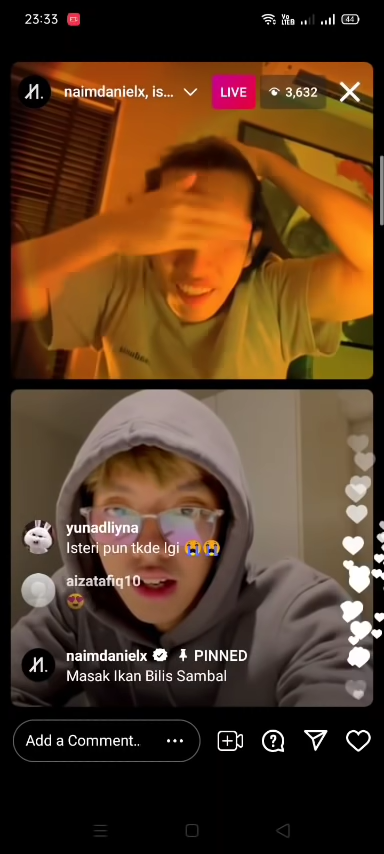 23:33
44
naimdanielx, is...
LIVE
3,632
yunadliyna
Isteri pun tkde lgi 😭😭
aizatafiq10
😍
naimdanielx PINNED
Masak Ikan Bilis Sambal
Add a Comment..